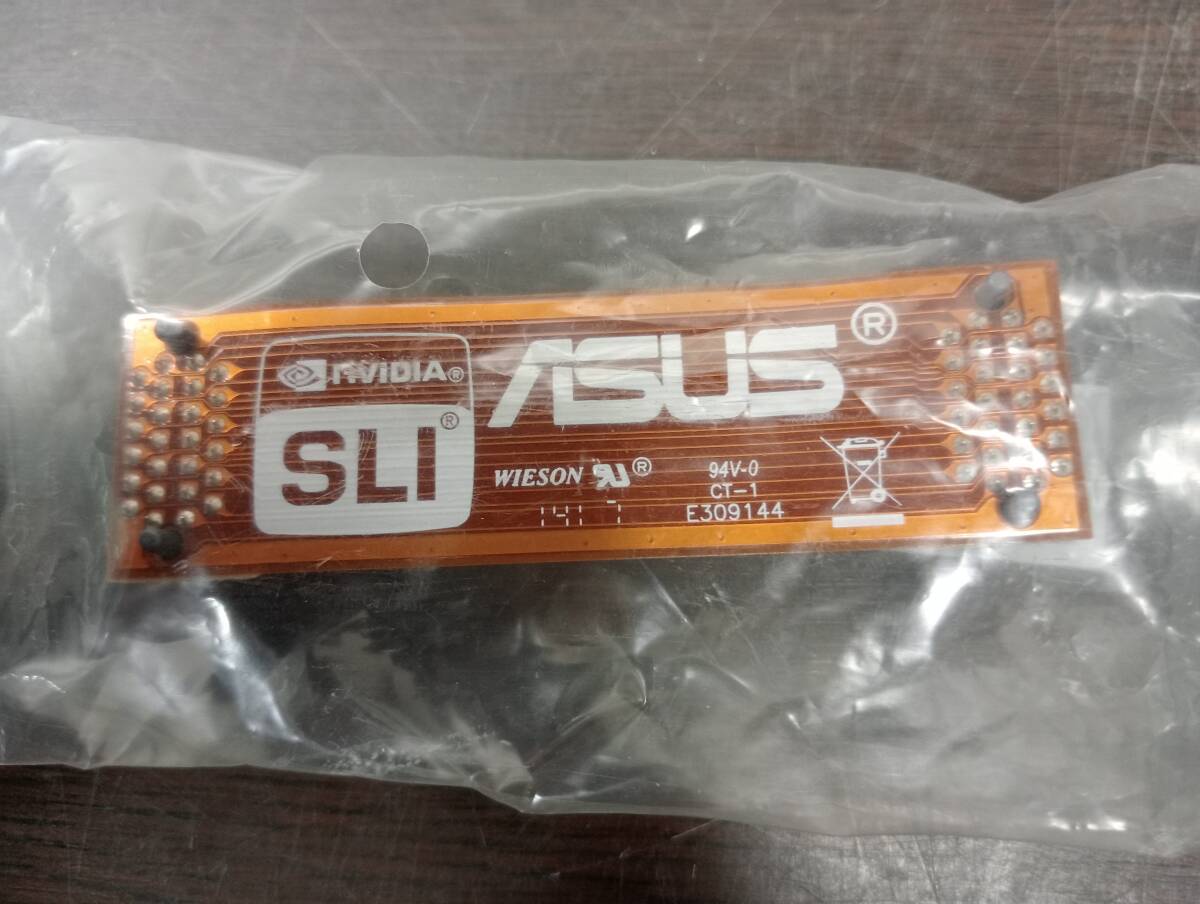 NVIDIA®
SLI®
ASUS®
WIESON ®
94V-0
CT-1
E309144